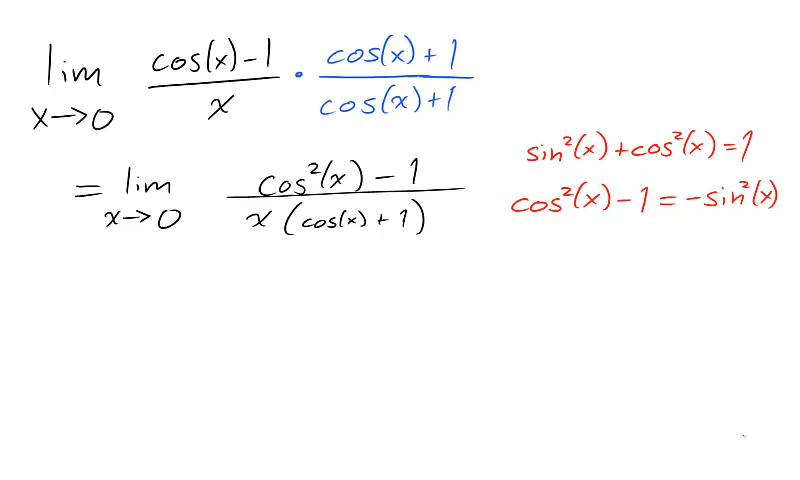 lim x→0 (cos(x) - 1)/x · (cos(x) + 1)/(cos(x) + 1)
sin²(x) + cos²(x) = 1
cos²(x) - 1 = -sin²(x)
= lim x→0 (cos²(x) - 1)/(x (cos(x) + 1))